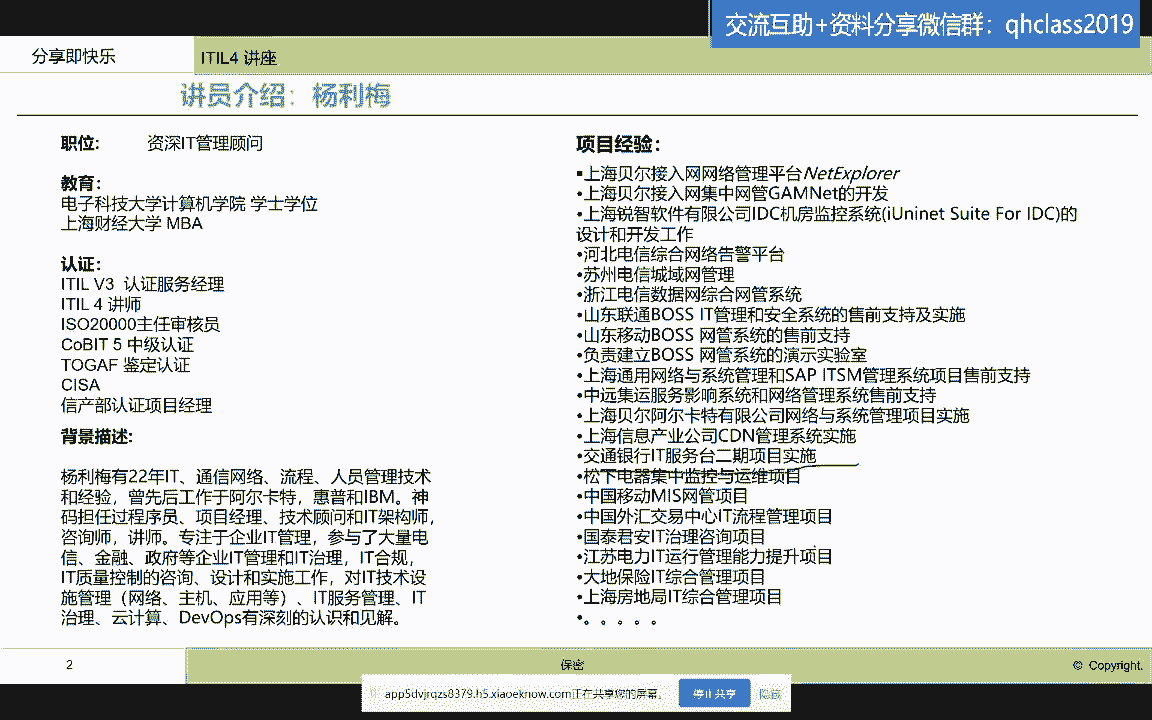 交流互助+资料分享微信群：qhclass2019
分享即快乐
ITIL4 讲座
讲员介绍：杨利梅
职位: 资深IT管理顾问
教育：
电子科技大学计算机学院 学士学位
上海财经大学 MBA
认证：
ITIL V3 认证服务经理
ITIL 4 讲师
ISO20000主任审核员
CoBIT 5 中级认证
TOGAF 鉴定认证
CISA
信产部认证项目经理
背景描述:
杨利梅有22年IT、通信网络、流程、人员管理技术
和经验，曾先后工作于阿尔卡特，惠普和IBM。神
码担任过程序员、项目经理、技术顾问和IT架构师，
咨询师，讲师。专注于企业IT管理，参与了大量电
信、金融、政府等企业IT管理和IT治理，IT合规，
IT质量控制的咨询、设计和实施工作，对IT技术设
施管理（网络、主机、应用等）、IT服务管理、IT
治理、云计算、DevOps有深刻的认识和见解。
项目经验：
▪上海贝尔接入网网络管理平台NetExplorer
•上海贝尔接入网集中网管GAMNet的开发
•上海锐智软件有限公司IDC机房监控系统(iUninet Suite For IDC)的
设计和开发工作
•河北电信综合网络告警平台
•苏州电信城域网管理
•浙江电信数据网综合网管系统
•山东联通BOSS IT管理和安全系统的售前支持及实施
•山东移动BOSS 网管系统的售前支持
•负责建立BOSS 网管系统的演示实验室
•上海通用网络与系统管理和SAP ITSM管理系统项目售前支持
•中远集运服务影响系统和网络管理系统售前支持
•上海贝尔阿尔卡特有限公司网络与系统管理项目实施
•上海信息产业公司CDN管理系统实施
•交通银行IT服务台二期项目实施
•松下电器集中监控与运维项目
•中国移动MIS网管项目
•中国外汇交易中心IT流程管理项目
•国泰君安IT治理咨询项目
•江苏电力IT运行管理能力提升项目
•大地保险IT综合管理项目
•上海房地局IT综合管理项目
•。。。。。
2
保密
© Copyright.
app5dvjrqzs8379.h5.xiaoeknow.com正在共享您的屏幕。
停止共享
隐藏